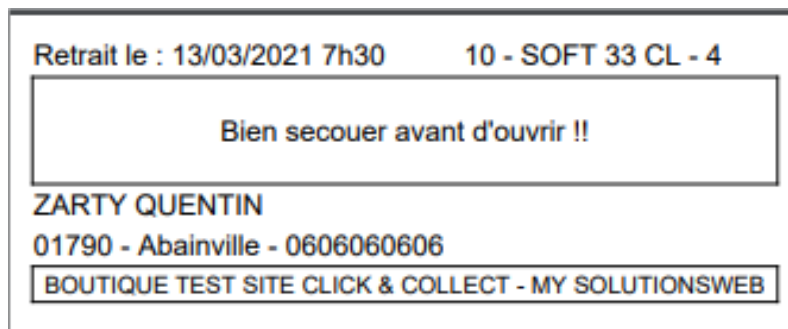 Retrait le : 13/03/2021 7h30 10 - SOFT 33 CL - 4
Bien secouer avant d'ouvrir !!
ZARTY QUENTIN
01790 - Abainville - 0606060606
BOUTIQUE TEST SITE CLICK & COLLECT - MY SOLUTIONSWEB